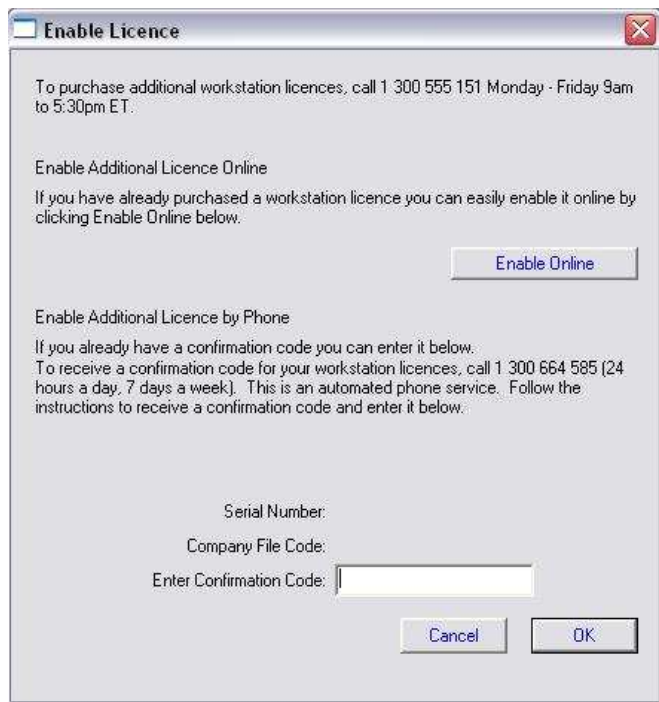 Enable Licence
To purchase additional workstation licences, call 1 300 555 151 Monday - Friday 9am
to 5:30pm ET.
Enable Additional Licence Online
If you have already purchased a workstation licence you can easily enable it online by
clicking Enable Online below.
Enable Online
Enable Additional Licence by Phone
If you already have a confirmation code you can enter it below.
To receive a confirmation code for your workstation licences, call 1 300 664 585 (24
hours a day, 7 days a week).  This is an automated phone service.  Follow the
instructions to receive a confirmation code and enter it below.
Serial Number:
Company File Code:
Enter Confirmation Code:
Cancel
OK